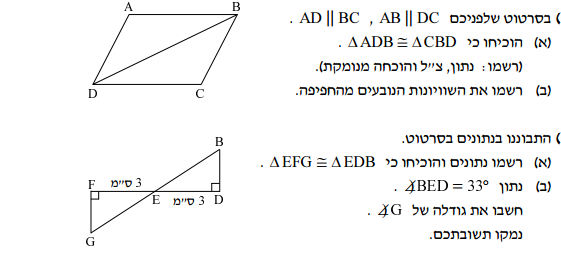 ) בסרטוט שלפניכם AB ∥ DC , AD ∥ BC .
(א) הוכיחו כי ΔADB ≅ ΔCBD .
(רשמו: נתון, צ"ל והוכחה מנומקת).
(ב) רשמו את השוויונות הנובעים מהחפיפה.
A B
D C
) התבוננו בנתונים בסרטוט.
(א) רשמו נתונים והוכיחו כי ΔEFG ≅ ΔEDB .
(ב) נתון ∢BED = 33° .
חשבו את גודלה של ∢G .
נמקו תשובתכם.
B
F 3 ס"מ
E 3 ס"מ D
G